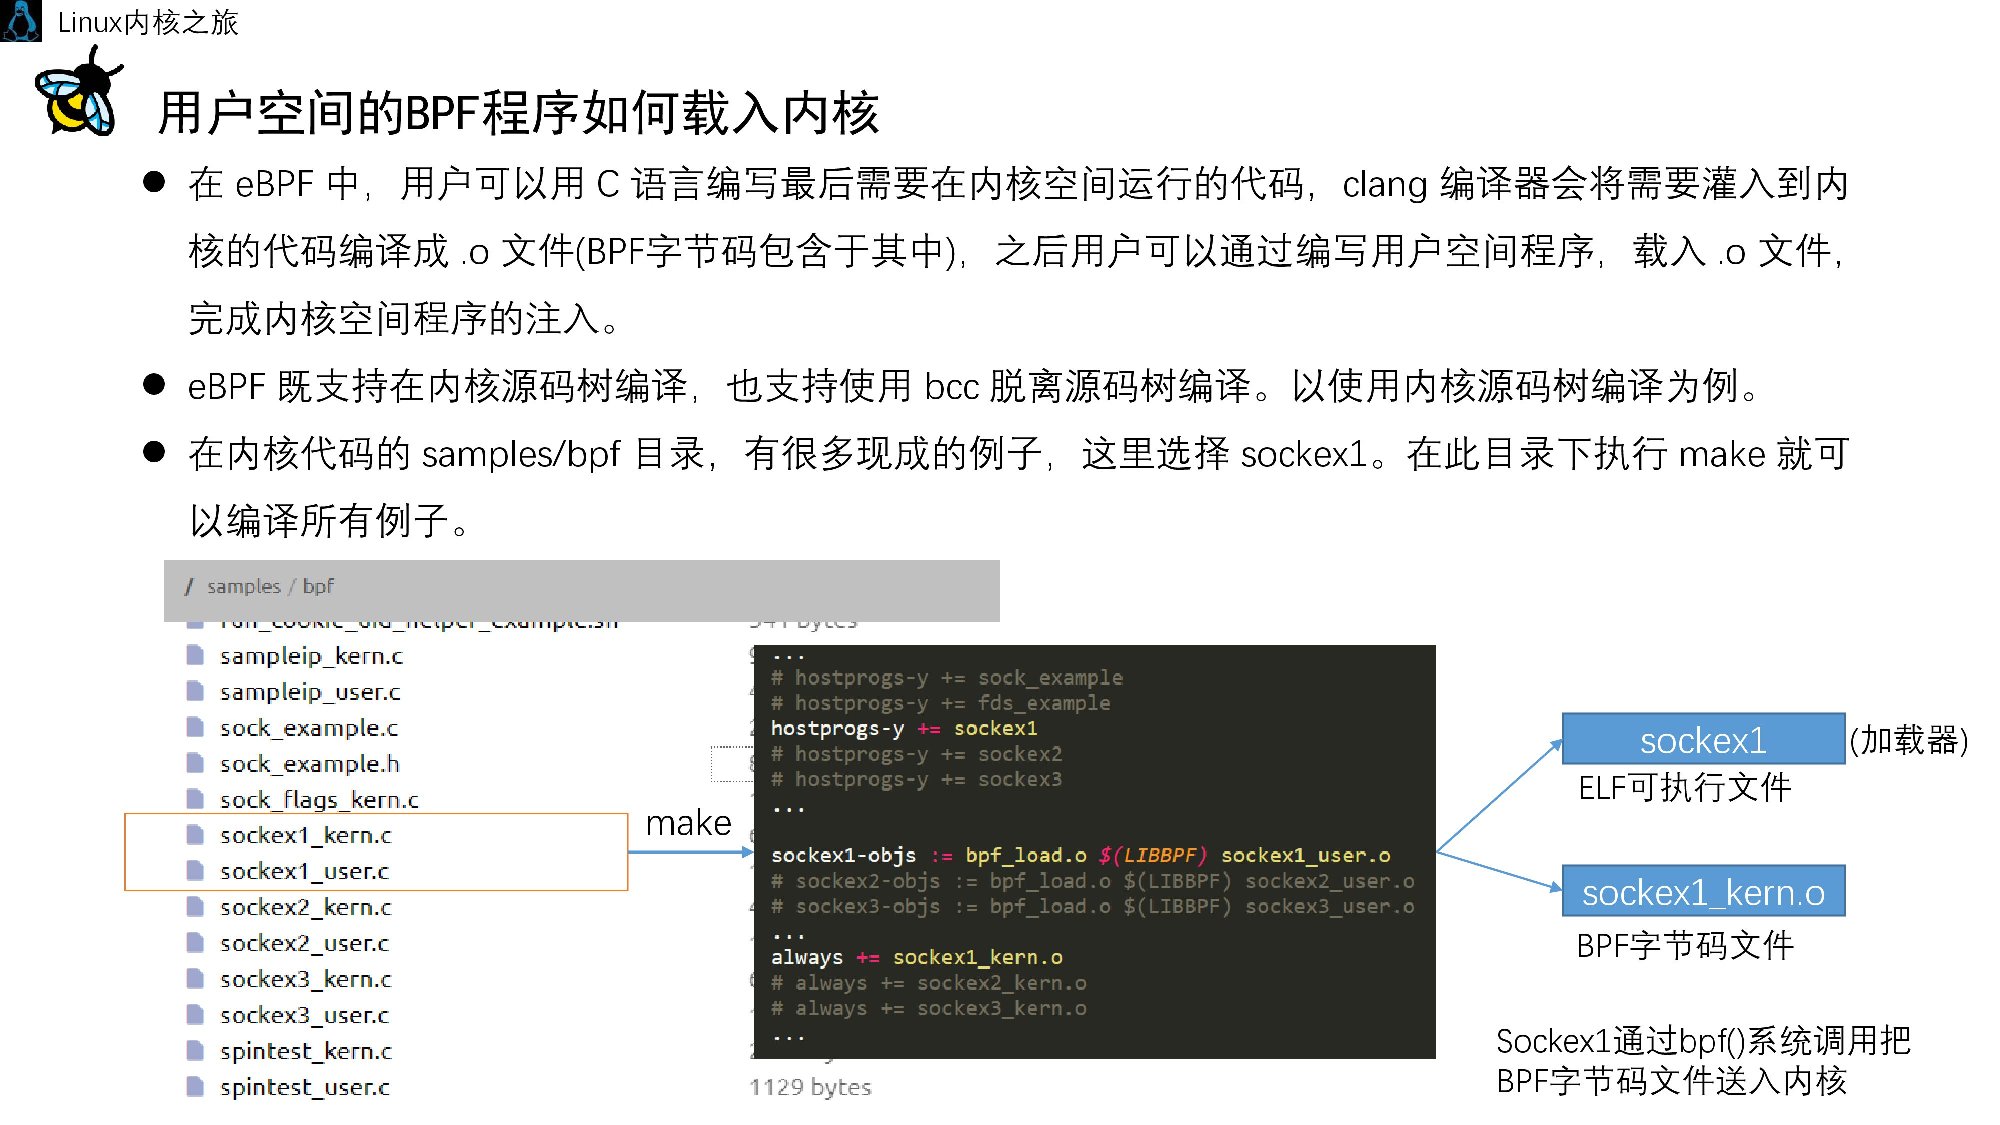 Linux内核之旅
用户空间的BPF程序如何载入内核
● 在 eBPF 中，用户可以用 C 语言编写最后需要在内核空间运行的代码，clang 编译器会将需要灌入到内
核的代码编译成 .o 文件(BPF字节码包含于其中)，之后用户可以通过编写用户空间程序，载入 .o 文件，
完成内核空间程序的注入。
● eBPF 既支持在内核源码树编译，也支持使用 bcc 脱离源码树编译。以使用内核源码树编译为例。
● 在内核代码的 samples/bpf 目录，有很多现成的例子，这里选择 sockex1。在此目录下执行 make 就可
以编译所有例子。
/ samples / bpf
sampleip_kern.c
sampleip_user.c
sock_example.c
sock_example.h
sock_flags_kern.c
sockex1_kern.c
sockex1_user.c
sockex2_kern.c
sockex2_user.c
sockex3_kern.c
sockex3_user.c
spintest_kern.c
spintest_user.c
1129 bytes
make
...
# hostprogs-y += sock_example
# hostprogs-y += fds_example
hostprogs-y += sockex1
# hostprogs-y += sockex2
# hostprogs-y += sockex3
...
sockex1-objs := bpf_load.o $(LIBBPF) sockex1_user.o
# sockex2-objs := bpf_load.o $(LIBBPF) sockex2_user.o
# sockex3-objs := bpf_load.o $(LIBBPF) sockex3_user.o
...
always += sockex1_kern.o
# always += sockex2_kern.o
# always += sockex3_kern.o
...
sockex1 (加载器)
ELF可执行文件
sockex1_kern.o
BPF字节码文件
Sockex1通过bpf()系统调用把
BPF字节码文件送入内核